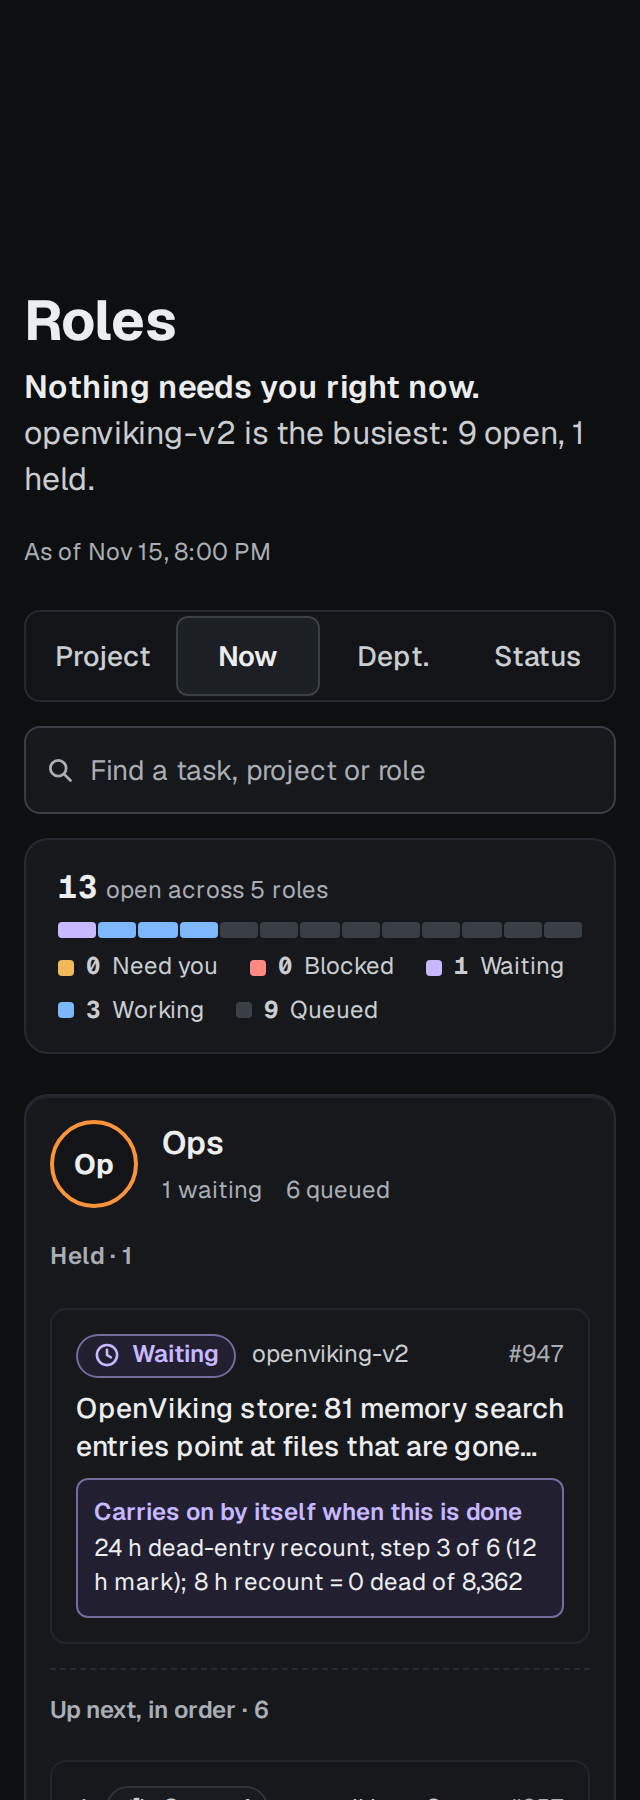 Roles
Nothing needs you right now.
openviking-v2 is the busiest: 9 open, 1
held.
As of Nov 15, 8:00 PM
Project Now Dept. Status
Find a task, project or role
13 open across 5 roles
0 Need you 0 Blocked 1 Waiting
3 Working 9 Queued
Op Ops
1 waiting 6 queued
Held · 1
Waiting openviking-v2 #947
OpenViking store: 81 memory search
entries point at files that are gone...
Carries on by itself when this is done
24 h dead-entry recount, step 3 of 6 (12
h mark); 8 h recount = 0 dead of 8,362
Up next, in order · 6